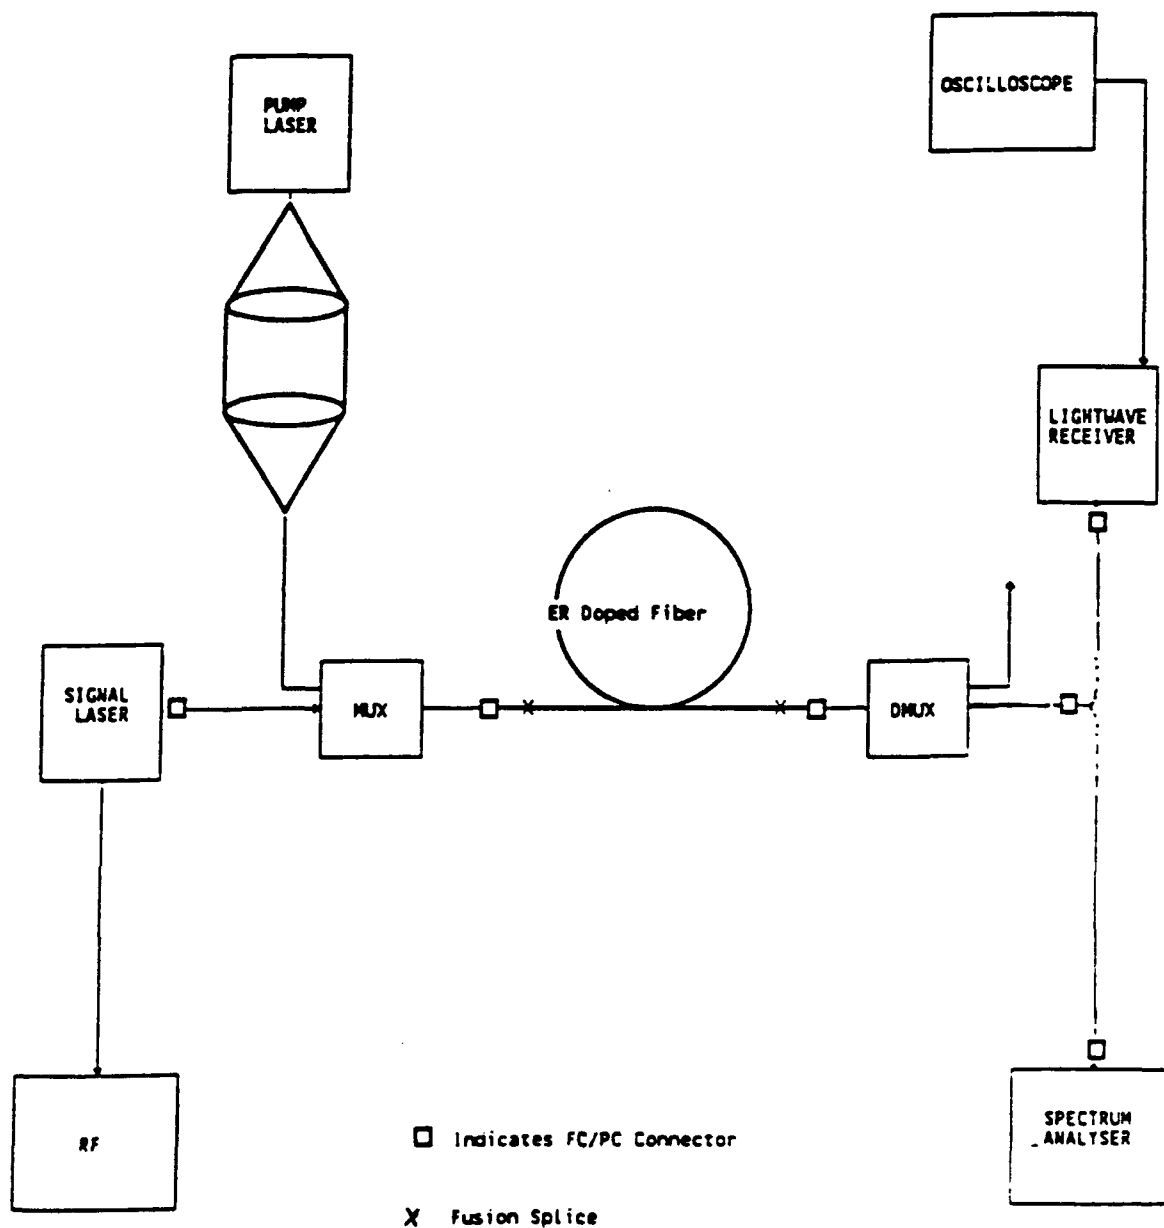 PUMP
LASER
OSCILLOSCOPE
LIGHTWAVE
RECEIVER
ER Doped Fiber
SIGNAL
LASER
MUX
DMUX
RF
SPECTRUM
ANALYSER
Indicates FC/PC Connector
X Fusion Splice